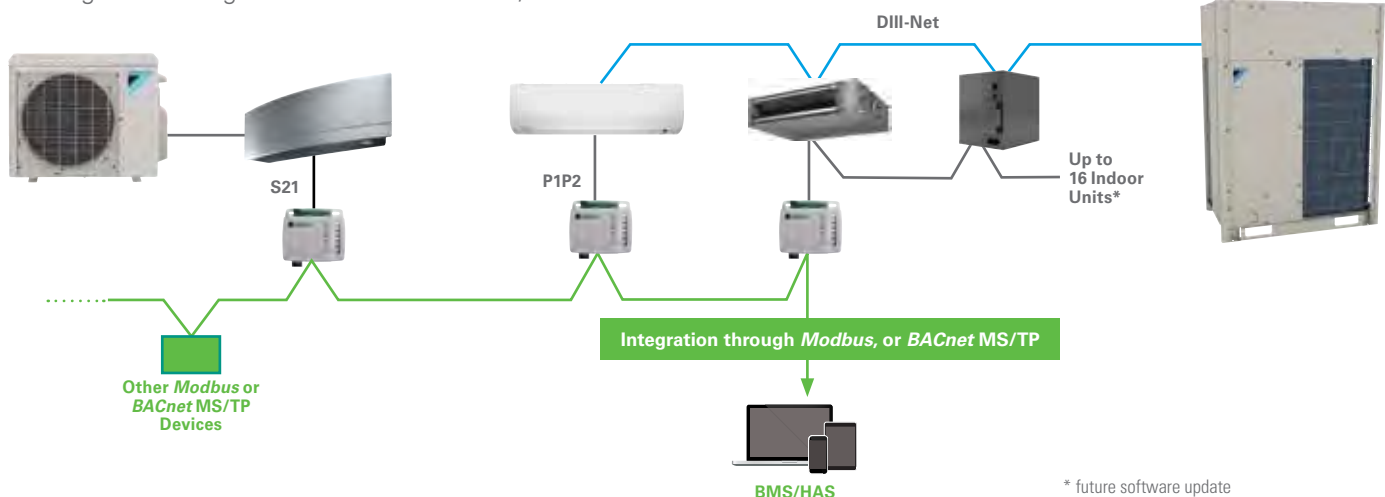 DIII-Net
S21
P1P2
Up to
16 Indoor
Units*
Integration through Modbus, or BACnet MS/TP
Other Modbus or
BACnet MS/TP
Devices
BMS/HAS
* future software update